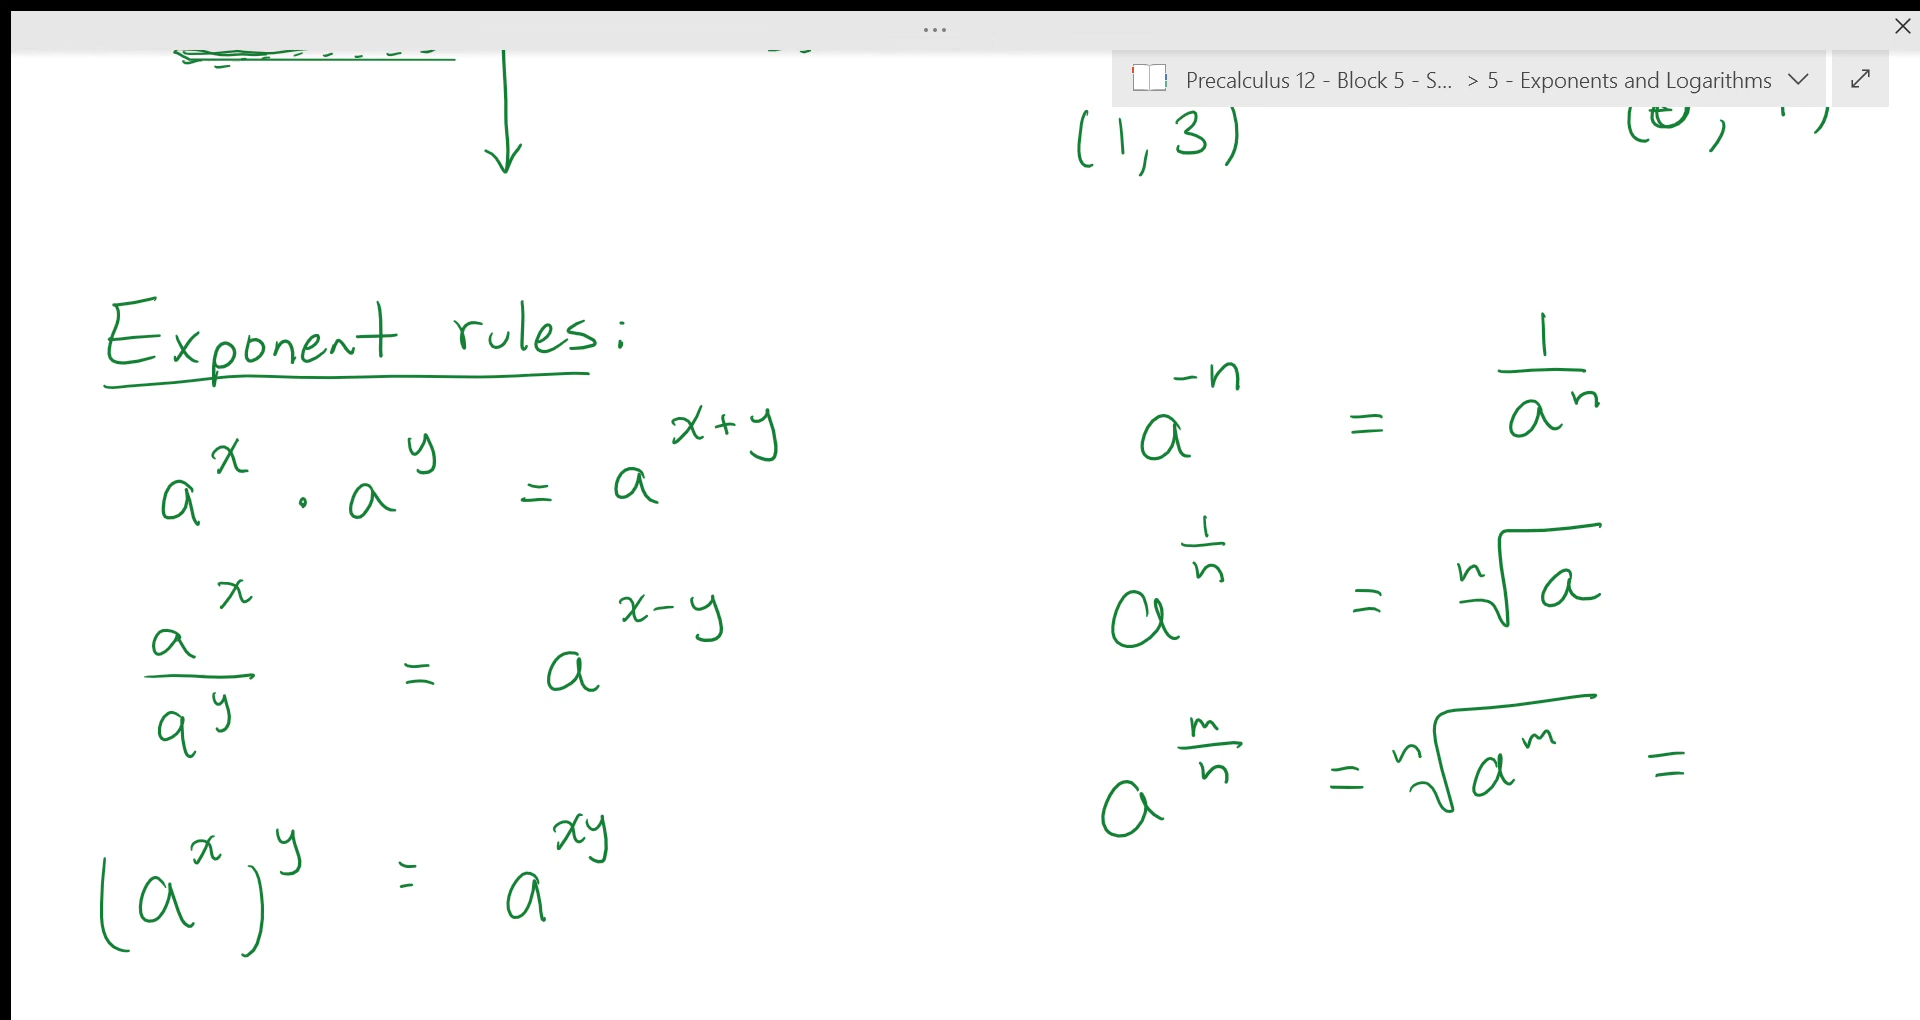 Precalculus 12 - Block 5 - S... > 5 - Exponents and Logarithms
(1, 3)
Exponent rules:
a^x · a^y = a^(x+y)
a^x / a^y = a^(x-y)
(a^x)^y = a^(xy)
a^(-n) = 1/a^n
a^(1/n) = ⁿ√a
a^(m/n) = ⁿ√(a^m) =